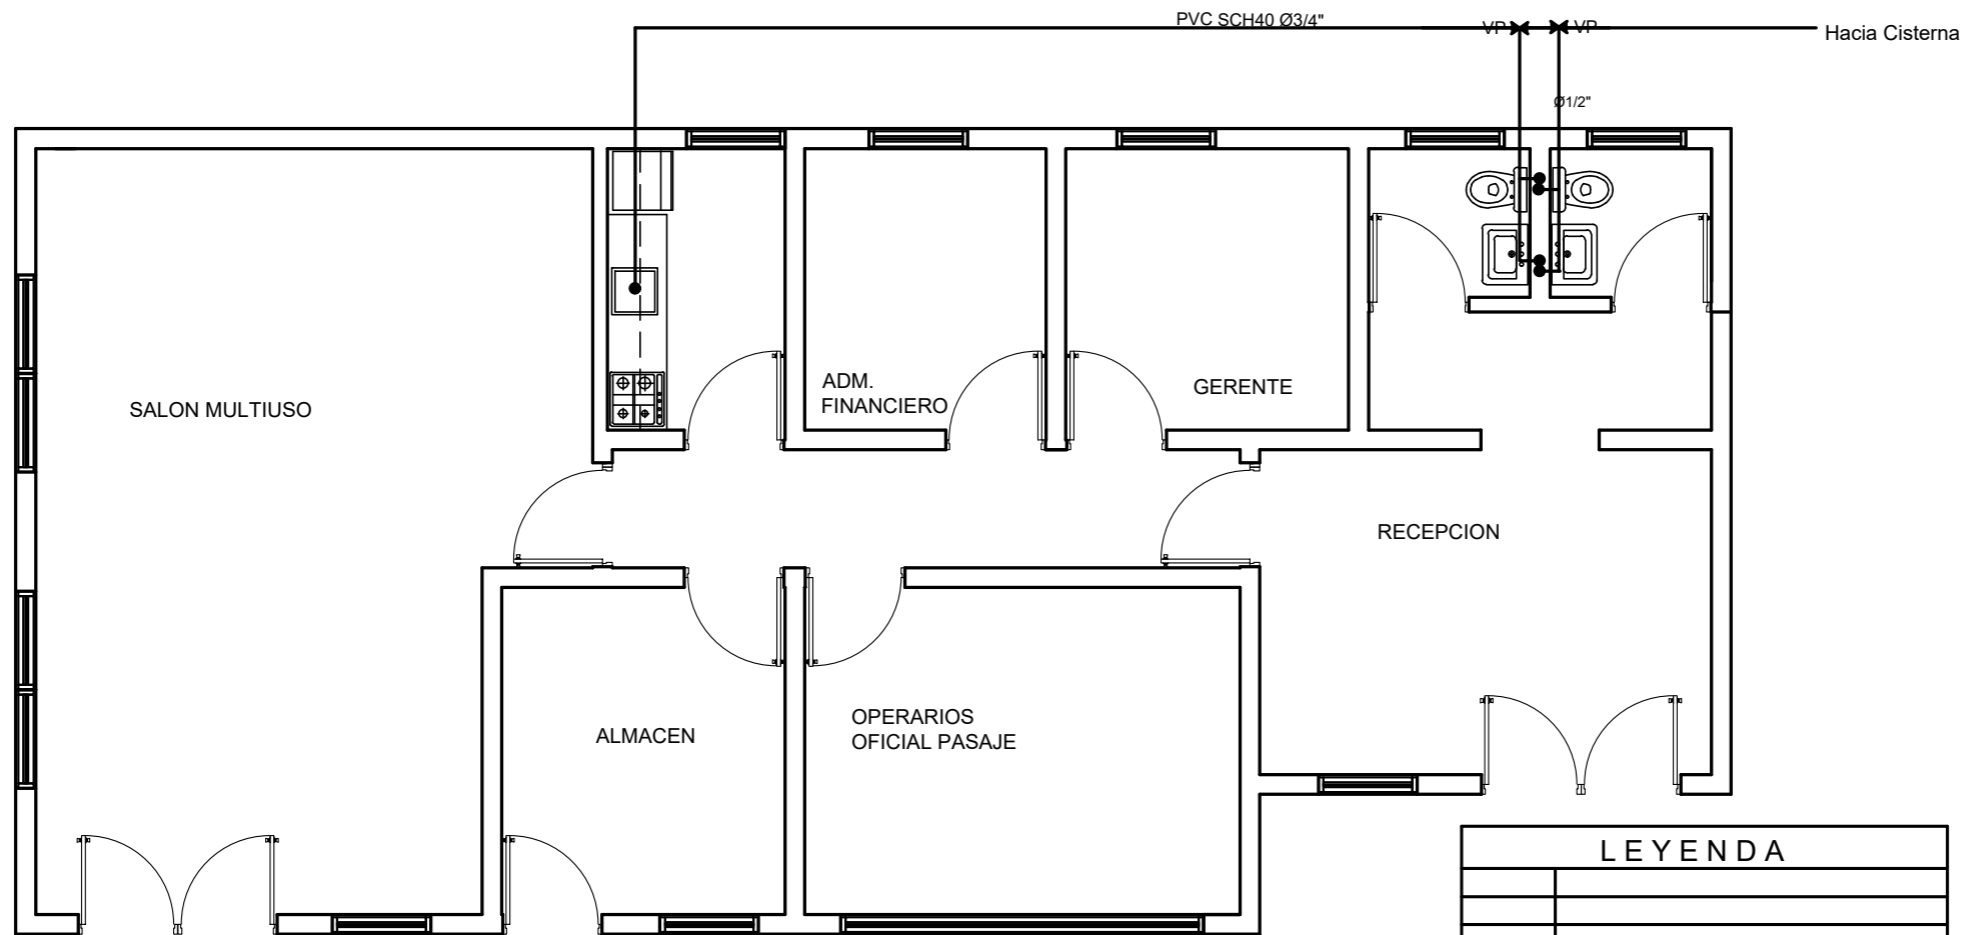 PVC SCH40 Ø3/4"
VP
VP
Hacia Cisterna
Ø1/2"
SALON MULTIUSO
ADM.
FINANCIERO
GERENTE
RECEPCION
ALMACEN
OPERARIOS
OFICIAL PASAJE
LEYENDA